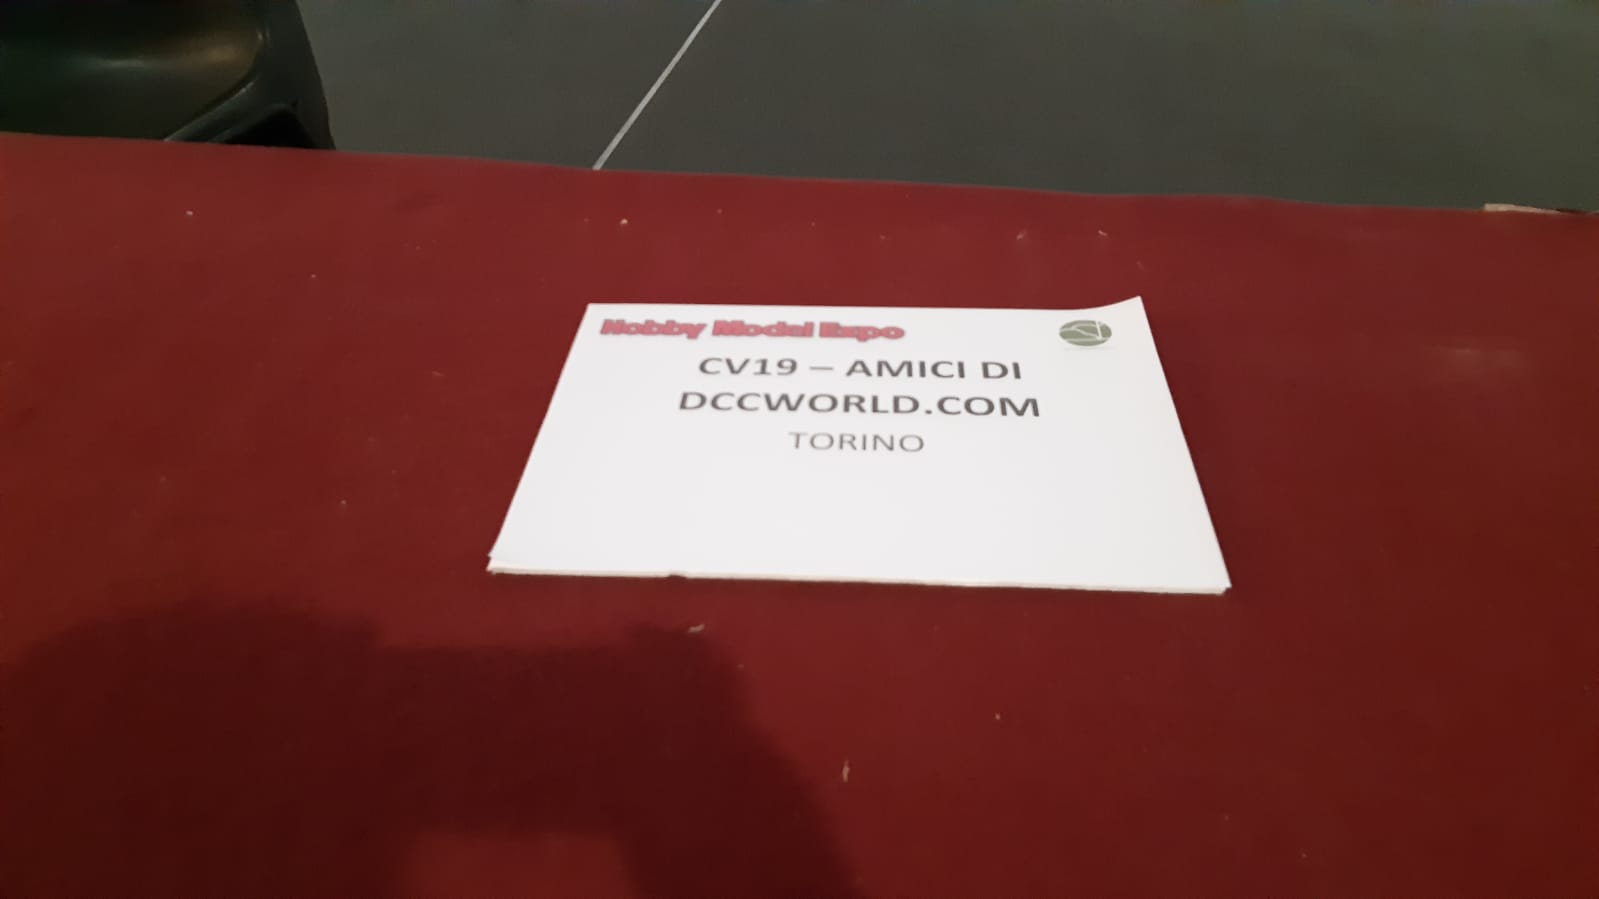 Hobby Model Expo
CV19 – AMICI DI
DCCWORLD.COM
TORINO